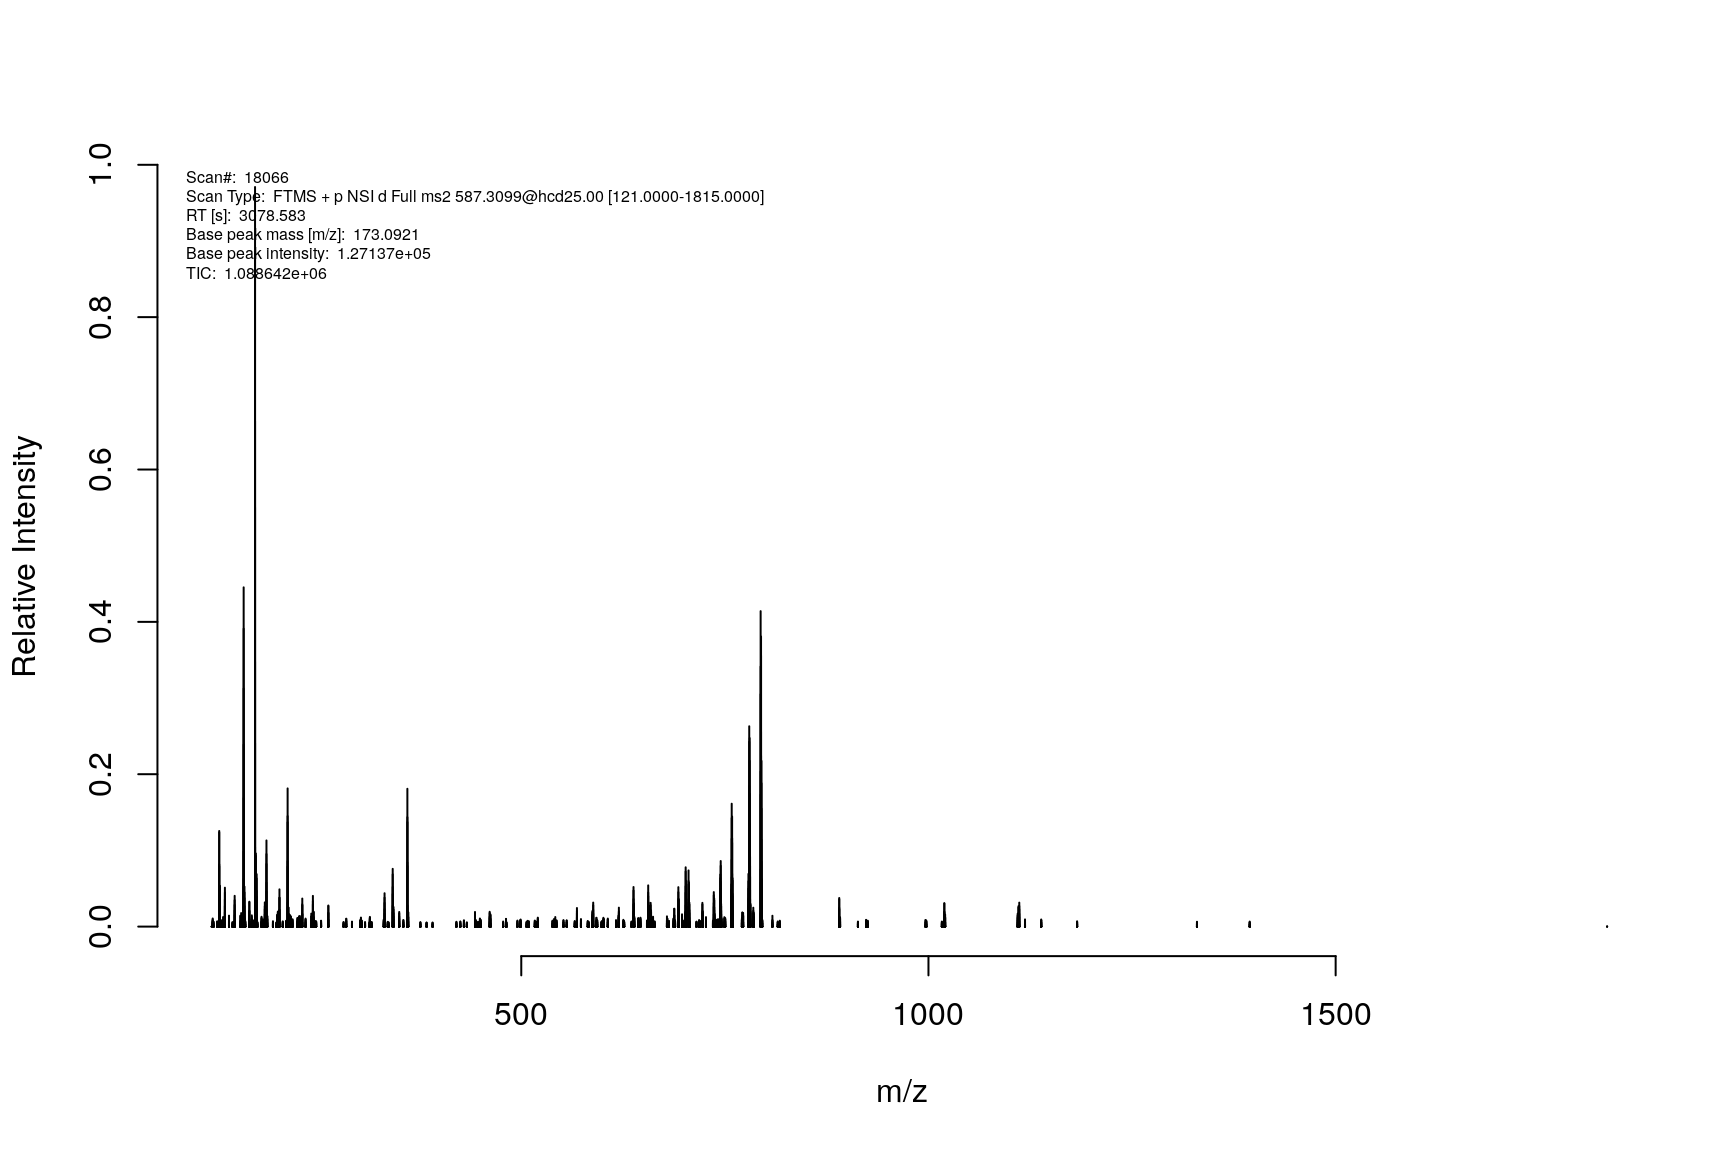 1.0
0.8
0.6
0.4
0.2
0.0
Relative Intensity
Scan#: 18066
Scan Type: FTMS + p NSI d Full ms2 587.3099@hcd25.00 [121.0000-1815.0000]
RT [s]: 3078.583
Base peak mass [m/z]: 173.0921
Base peak intensity: 1.27137e+05
TIC: 1.088642e+06
500
1000
1500
m/z